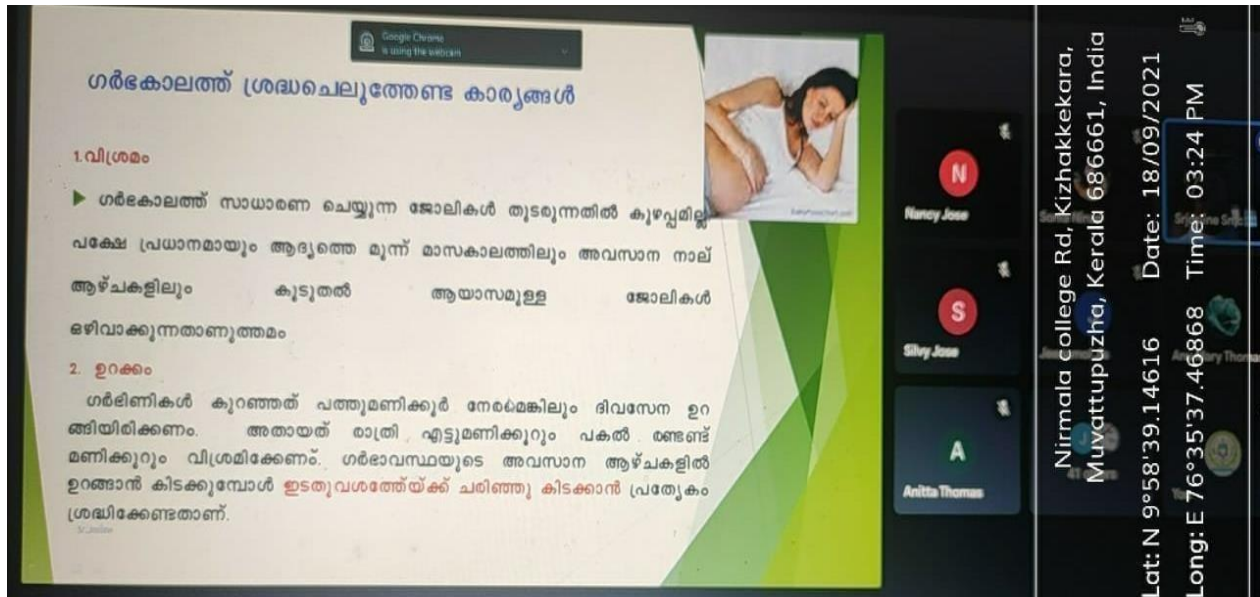 Google Chrome
is using the webcam
ഗർഭകാലത്ത് ശ്രദ്ധചെലുത്തേണ്ട കാര്യങ്ങൾ
1.വിശ്രമം
ഗർഭകാലത്ത് സാധാരണ ചെയ്യുന്ന ജോലികൾ തുടരുന്നതിൽ കുഴപ്പമില്ല
പക്ഷേ പ്രധാനമായും ആദ്യത്തെ മൂന്ന് മാസകാലത്തിലും അവസാന നാല്
ആഴ്ചകളിലും കൂടുതൽ ആയാസമുള്ള ജോലികൾ
ഒഴിവാക്കുന്നതാണുത്തമം
2. ഉറക്കം
ഗർഭിണികൾ കുറഞ്ഞത് പത്തുമണിക്കൂർ നേരമെങ്കിലും ദിവസേന ഉറ
ങ്ങിയിരിക്കണം. അതായത് രാത്രി എട്ടുമണിക്കൂറും പകൽ രണ്ടണ്ട്
മണിക്കൂറും വിശ്രമിക്കേണം. ഗർഭാവസ്ഥയുടെ അവസാന ആഴ്ചകളിൽ
ഉറങ്ങാൻ കിടക്കുമ്പോൾ ഇടതുവശത്തേ്യ്ക്ക് ചരിഞ്ഞു കിടക്കാൻ പ്രത്യേകം
ശ്രദ്ധിക്കേണ്ടതാണ്.
N
Nancy Jose
S
Silvy Jose
A
Anitta Thomas
Nirmala college Rd, Kizhakkekara,
Muvattupuzha, Kerala 686661, India
Lat: N 9°58'39.14616 Date: 18/09/2021
Long: E 76°35'37.46868 Time: 03:24 PM